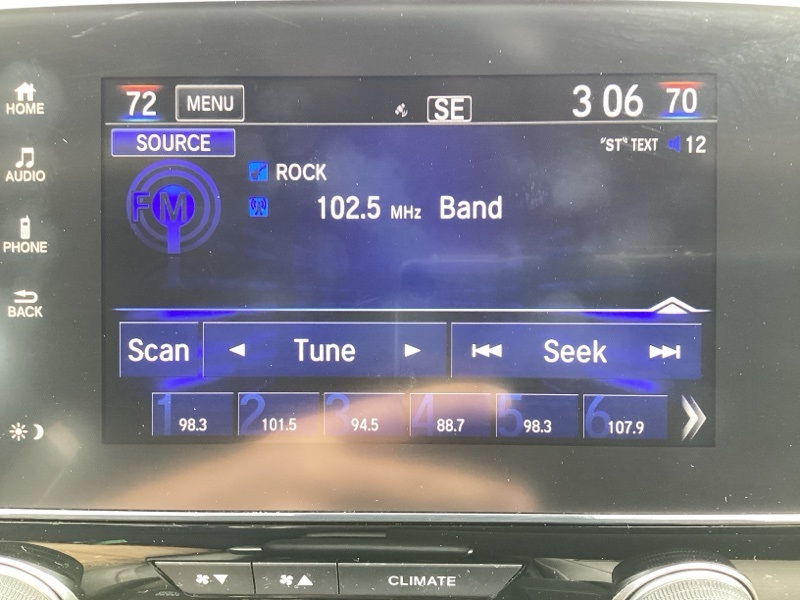 72 MENU SE 3 06 70
HOME
SOURCE "ST" TEXT 12
AUDIO
FM
ROCK
102.5 MHz Band
PHONE
BACK
Scan Tune Seek
1 98.3 2 101.5 3 94.5 4 88.7 5 98.3 6 107.9
CLIMATE